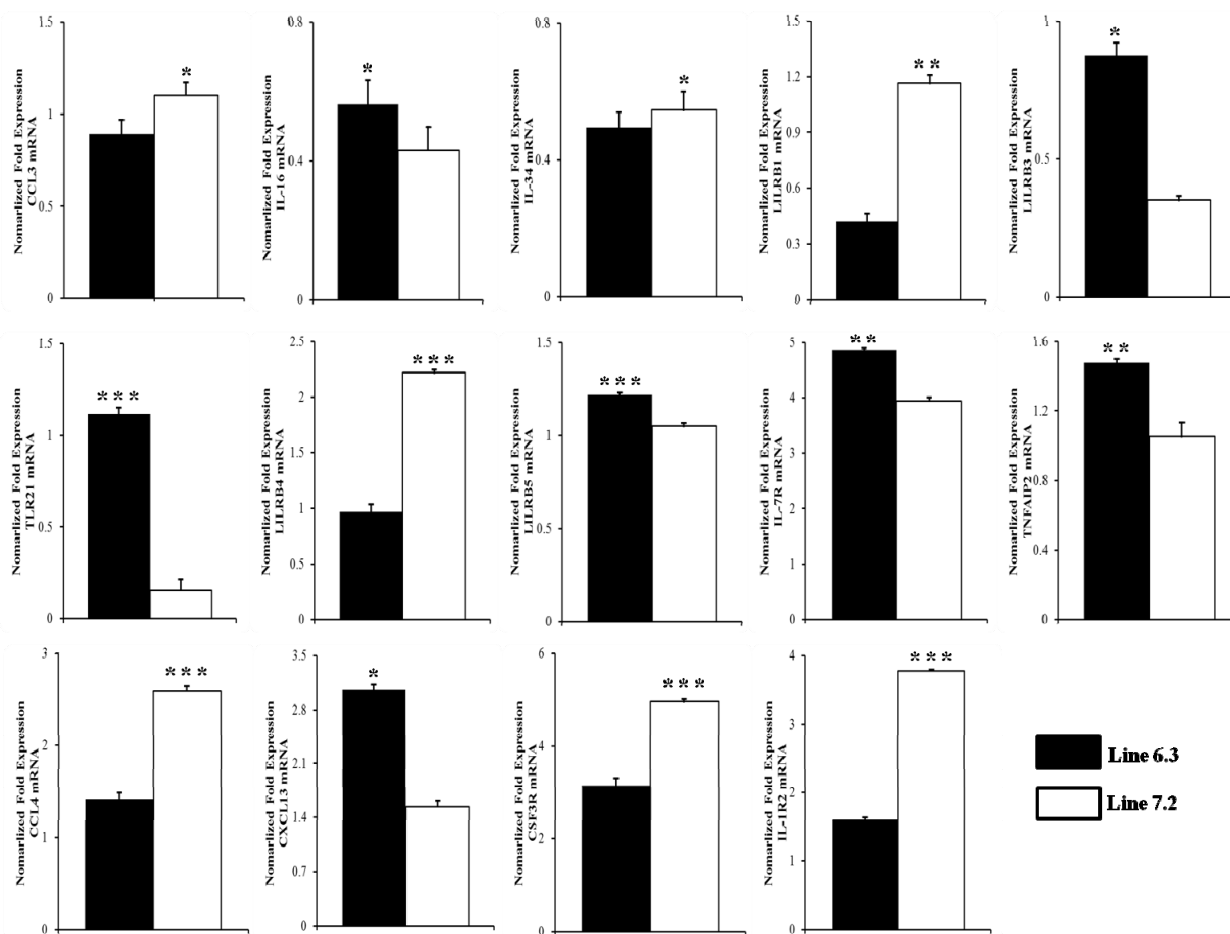 Nomarlized Fold Expression
CCL3 mRNA
1.5
1
0.5
0
*
Nomarlized Fold Expression
IL-16 mRNA
0.8
0.4
0
*
Nomarlized Fold Expression
IL-34 mRNA
0.8
0.4
0
*
Nomarlized Fold Expression
LILRB1 mRNA
1.5
1.2
0.9
0.6
0.3
0
**
Nomarlized Fold Expression
LILRB3 mRNA
1
0.5
0
*
Nomarlized Fold Expression
TLR21 mRNA
1.5
1
0.5
0
***
Nomarlized Fold Expression
LILRB4 mRNA
2.5
2
1.5
1
0.5
0
***
Nomarlized Fold Expression
LILRB5 mRNA
1.5
1
0.5
0
***
Nomarlized Fold Expression
IL-7R mRNA
5
4
3
2
1
0
**
Nomarlized Fold Expression
TNFAIP2 mRNA
1.6
1.2
0.8
0.4
0
**
Nomarlized Fold Expression
CCL4 mRNA
3
2
1
0
***
Nomarlized Fold Expression
CXCL13 mRNA
3.5
2.8
2.1
1.4
0.7
0
*
Nomarlized Fold Expression
CSF3R mRNA
6
4
2
0
***
Nomarlized Fold Expression
IL-1R2 mRNA
4
3
2
1
0
***
Line 6.3
Line 7.2